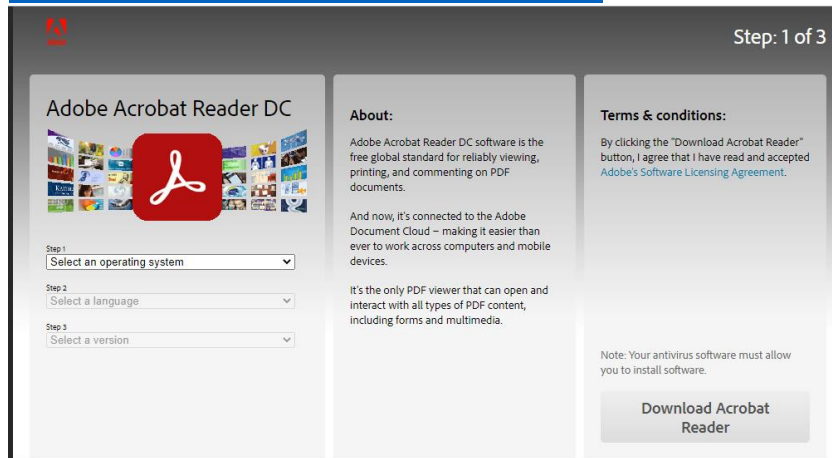 Step: 1 of 3
Adobe Acrobat Reader DC
Step 1
Select an operating system
Step 2
Select a language
Step 3
Select a version
About:
Adobe Acrobat Reader DC software is the
free global standard for reliably viewing,
printing, and commenting on PDF
documents.
And now, it's connected to the Adobe
Document Cloud – making it easier than
ever to work across computers and mobile
devices.
It's the only PDF viewer that can open and
interact with all types of PDF content,
including forms and multimedia.
Terms & conditions:
By clicking the "Download Acrobat Reader"
button, I agree that I have read and accepted
Adobe's Software Licensing Agreement.
Note: Your antivirus software must allow
you to install software.
Download Acrobat
Reader